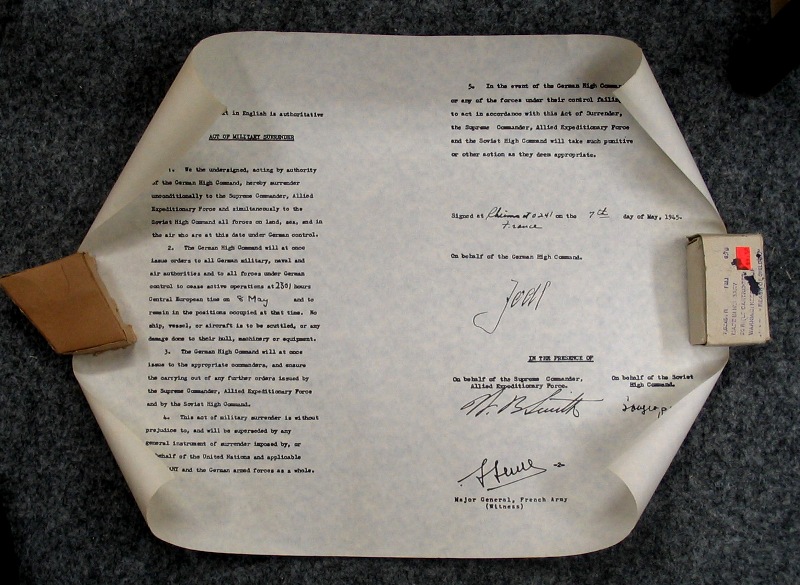 t in English is authoritative
ACT OF MILITARY SURRENDER
1. We the undersigned, acting by authority
of the German High Command, hereby surrender
unconditionally to the Supreme Commander, Allied
Expeditionary Force and simultaneously to the
Soviet High Command all forces on land, sea, and in
the air who are at this date under German control.
2. The German High Command will at once
issue orders to all German military, naval and
air authorities and to all forces under German
control to cease active operations at 2301 hours
Central European time on 8 May and to
remain in the positions occupied at that time. No
ship, vessel, or aircraft is to be scuttled, or any
damage done to their hull, machinery or equipment.
3. The German High Command will at once
issue to the appropriate commanders, and ensure
the carrying out of any further orders issued by
the Supreme Commander, Allied Expeditionary Force
and by the Soviet High Command.
4. This act of military surrender is without
prejudice to, and will be superseded by any
general instrument of surrender imposed by, or
behalf of the United Nations and applicable
ANY and the German armed forces as a whole.
5. In the event of the German High Comman
or any of the forces under their control failin
to act in accordance with this Act of Surrender,
the Supreme Commander, Allied Expeditionary Force
and the Soviet High Command will take such punitive
or other action as they deem appropriate.
Signed at Rheims at 0241 on the 7th day of May, 1945.
France
On behalf of the German High Command.
Jodl
IN THE PRESENCE OF
On behalf of the Supreme Commander,
Allied Expeditionary Force.
W. B. Smith
On behalf of the Soviet
High Command.
Major General, French Army
(Witness)